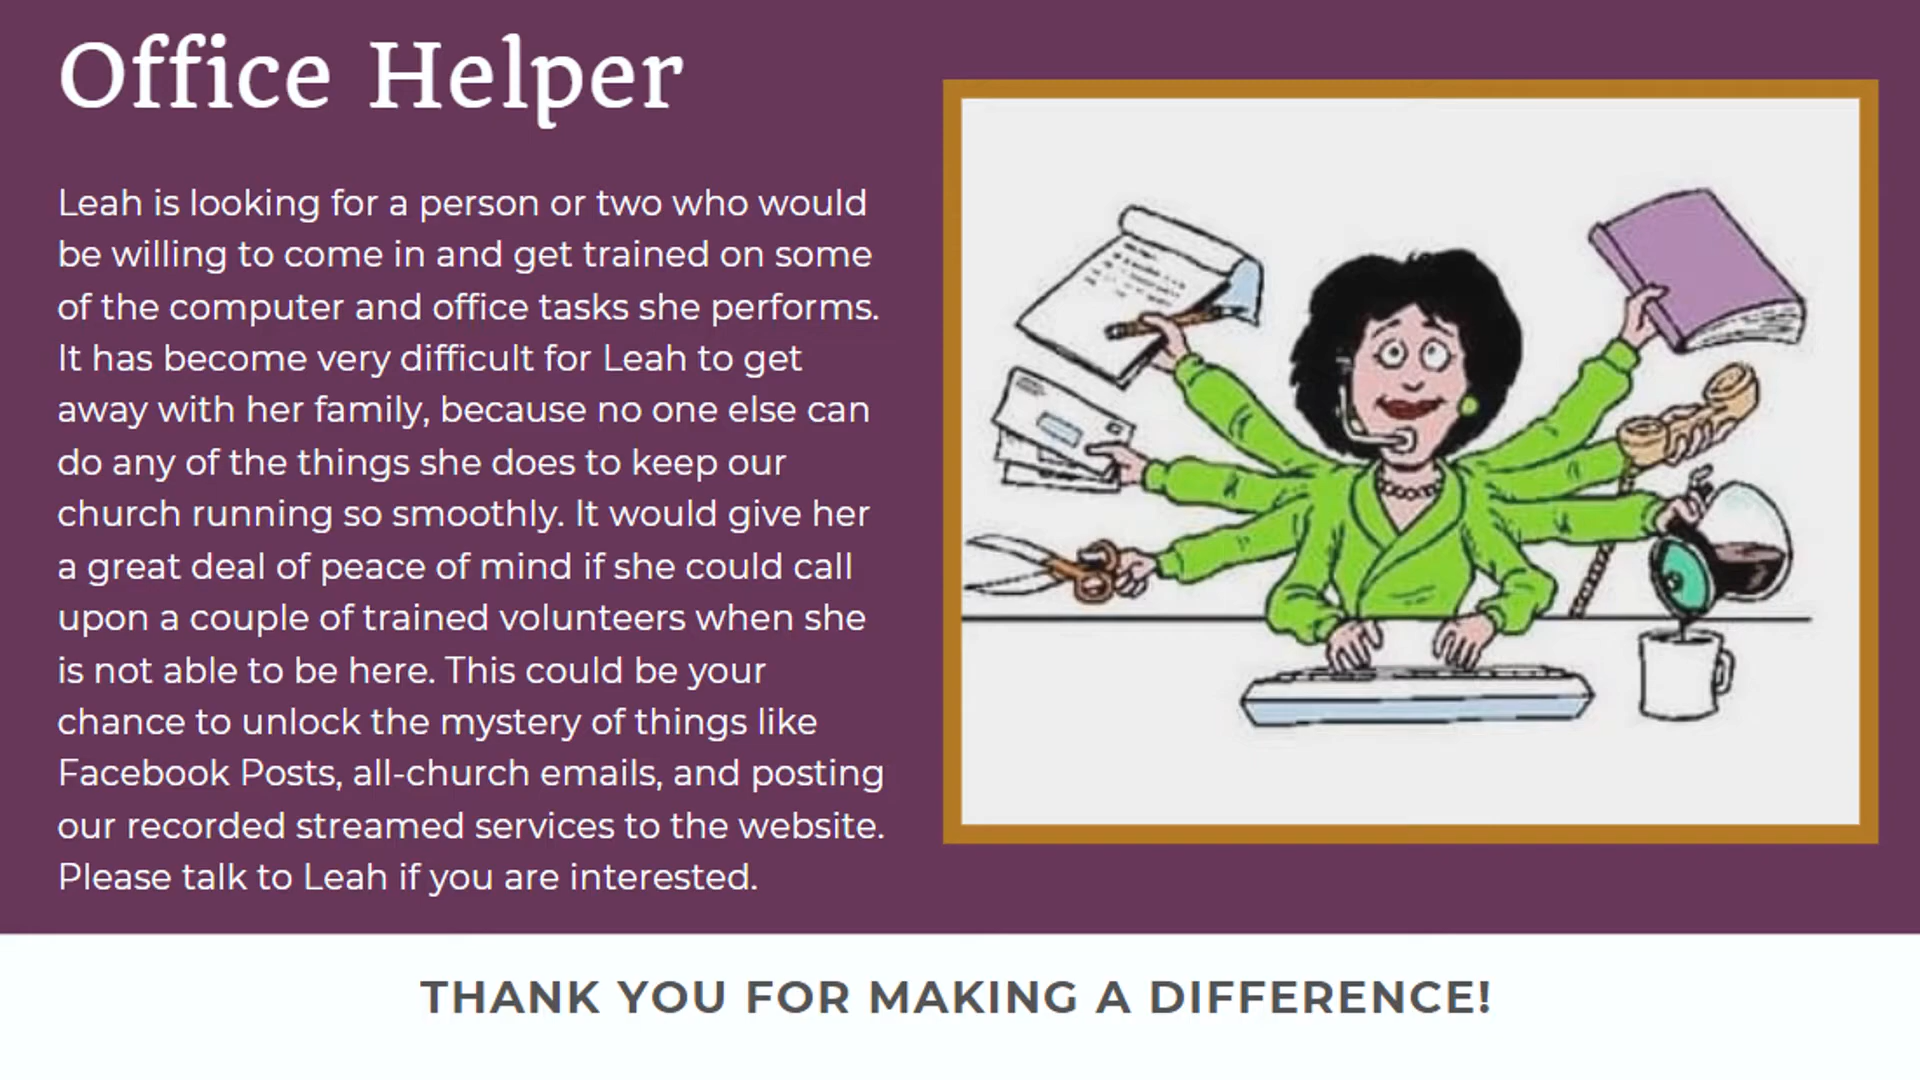 Office Helper
Leah is looking for a person or two who would
be willing to come in and get trained on some
of the computer and office tasks she performs.
It has become very difficult for Leah to get
away with her family, because no one else can
do any of the things she does to keep our
church running so smoothly. It would give her
a great deal of peace of mind if she could call
upon a couple of trained volunteers when she
is not able to be here. This could be your
chance to unlock the mystery of things like
Facebook Posts, all-church emails, and posting
our recorded streamed services to the website.
Please talk to Leah if you are interested.
THANK YOU FOR MAKING A DIFFERENCE!